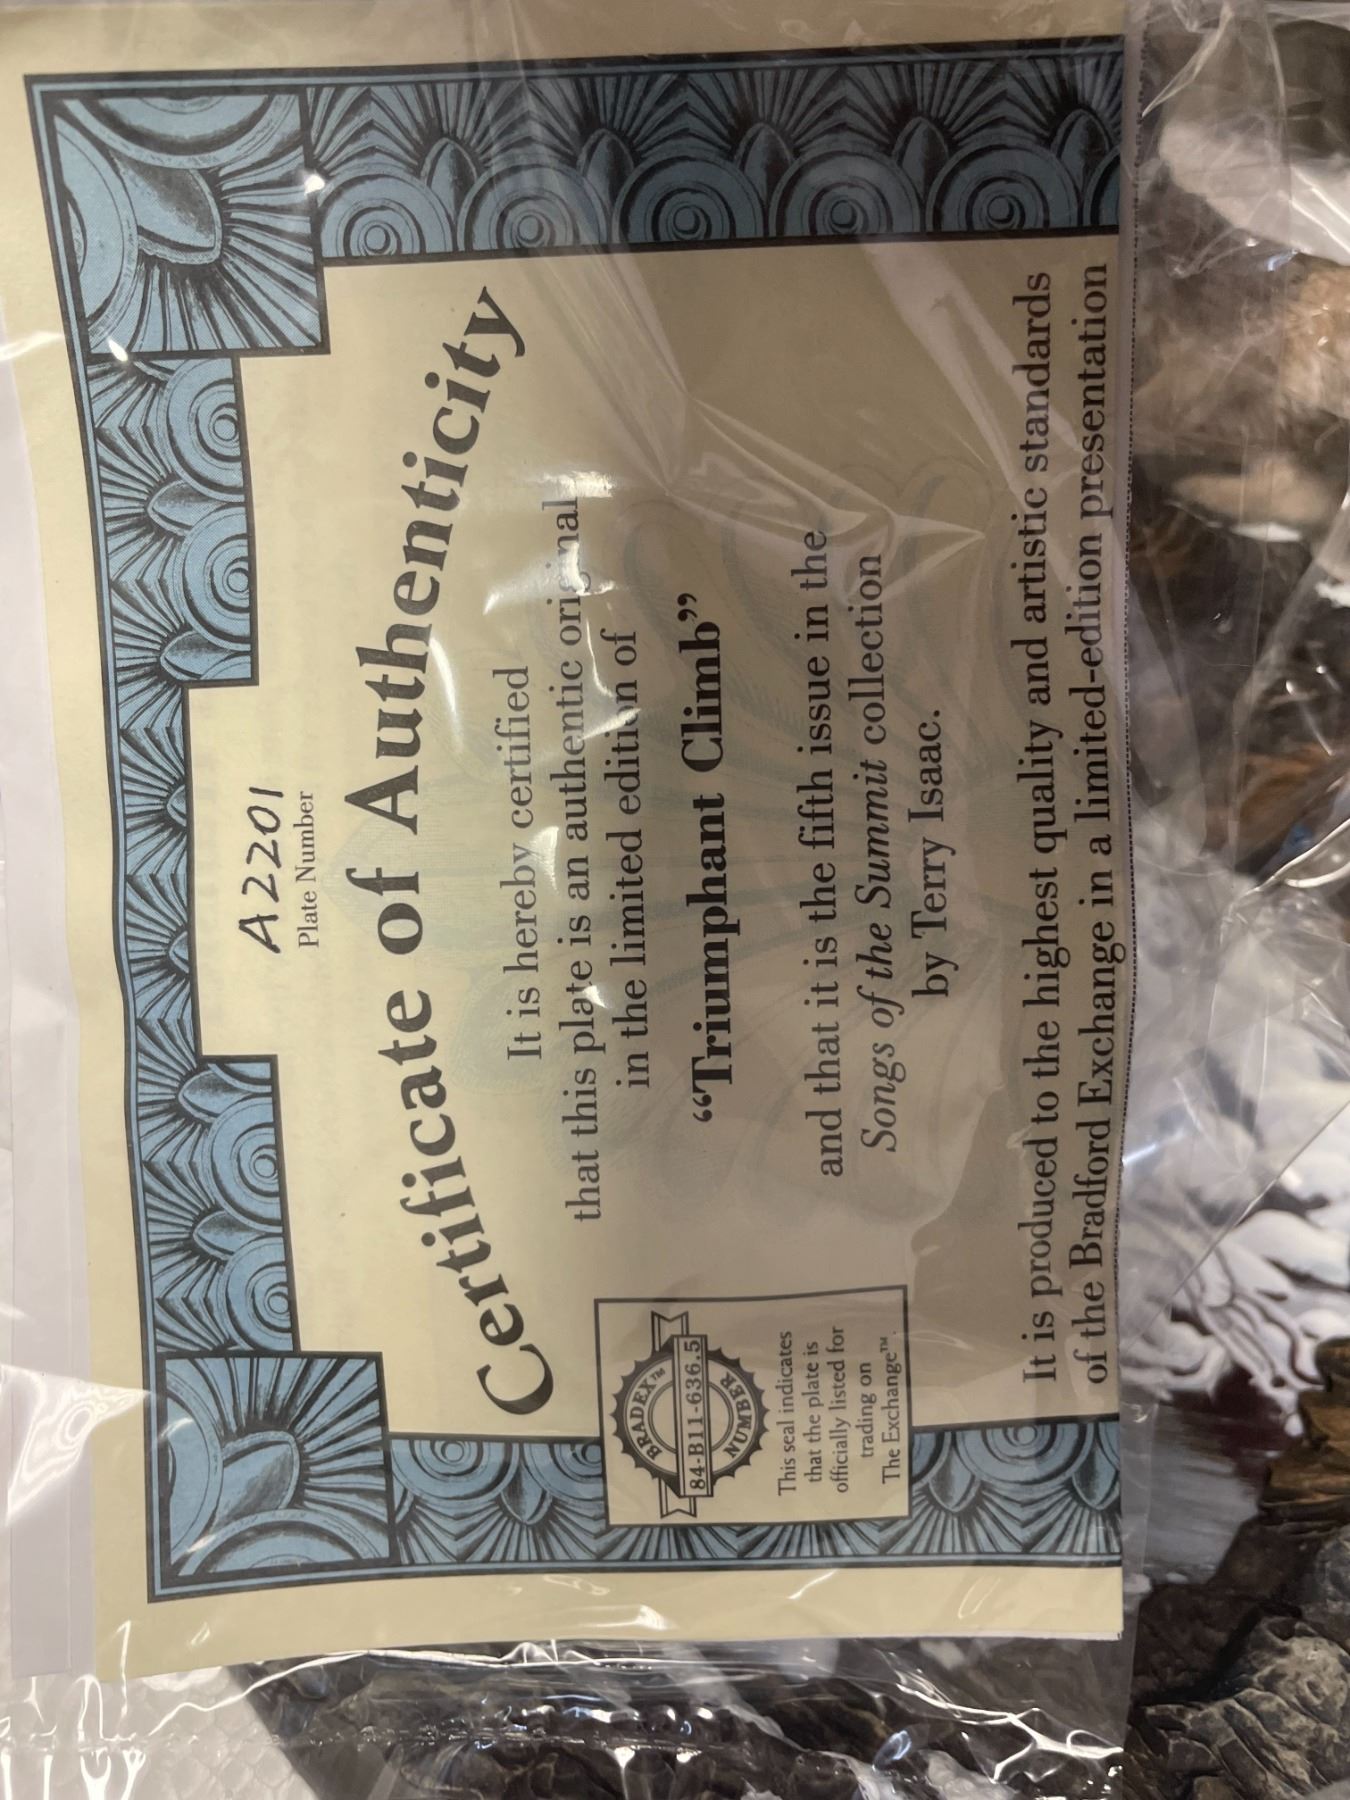 A2201
Plate Number
Certificate of Authenticity
It is hereby certified
that this plate is an authentic original
in the limited edition of
“Triumphant Climb”
and that it is the fifth issue in the
Songs of the Summit collection
by Terry Isaac.
BRADEX™
84-B11-636.5
NUMBER
This seal indicates
that the plate is
officially listed for
trading on
The Exchange™.
It is produced to the highest quality and artistic standards
of the Bradford Exchange in a limited-edition presentation